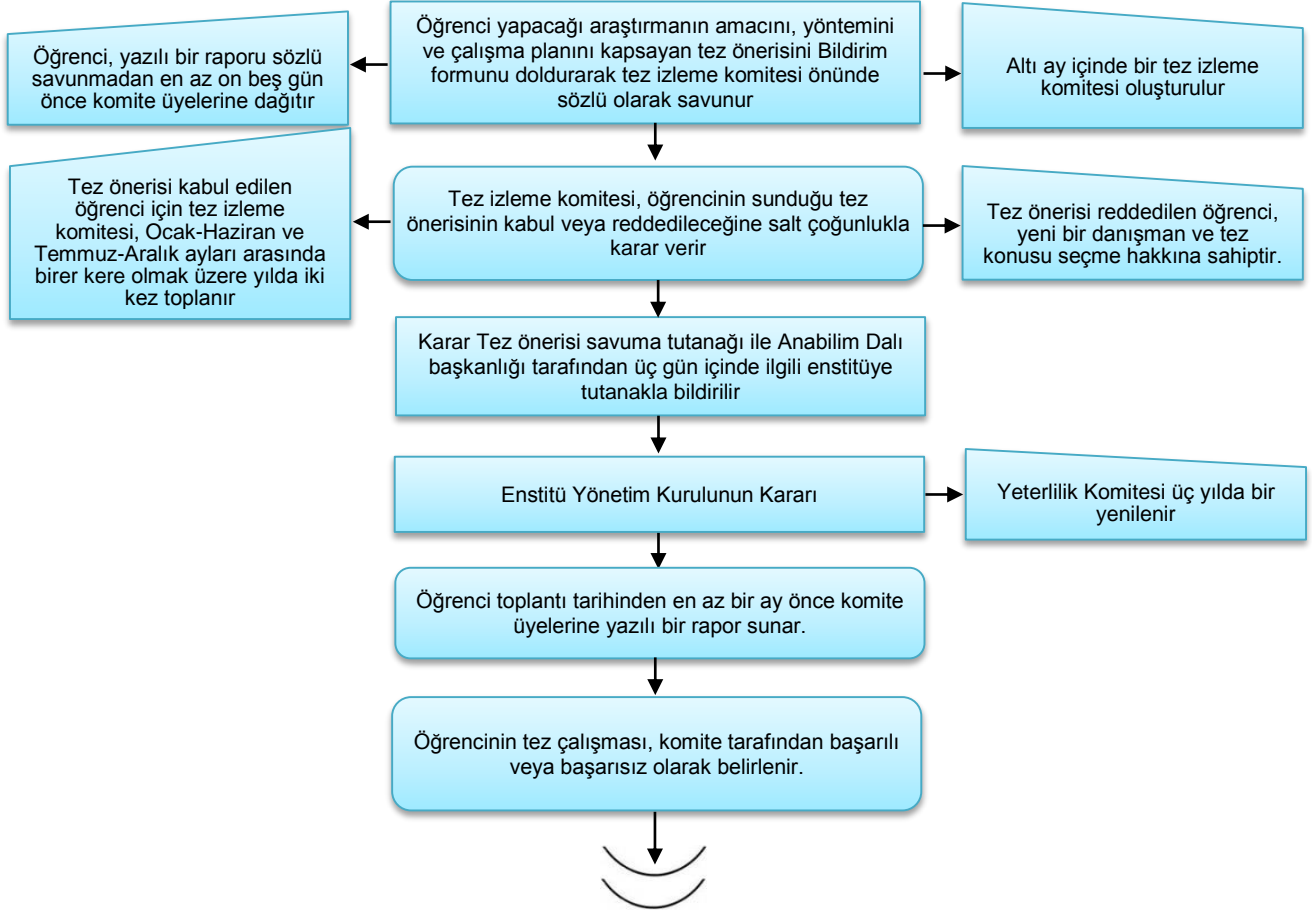 Öğrenci yapacağı araştırmanın amacını, yöntemini
ve çalışma planını kapsayan tez önerisini Bildirim
formunu doldurarak tez izleme komitesi önünde
sözlü olarak savunur
Öğrenci, yazılı bir raporu sözlü
savunmadan en az on beş gün
önce komite üyelerine dağıtır
Altı ay içinde bir tez izleme
komitesi oluşturulur
Tez izleme komitesi, öğrencinin sunduğu tez
önerisinin kabul veya reddedileceğine salt çoğunlukla
karar verir
Tez önerisi kabul edilen
öğrenci için tez izleme
komitesi, Ocak-Haziran ve
Temmuz-Aralık ayları arasında
birer kere olmak üzere yılda iki
kez toplanır
Tez önerisi reddedilen öğrenci,
yeni bir danışman ve tez
konusu seçme hakkına sahiptir.
Karar Tez önerisi savuma tutanağı ile Anabilim Dalı
başkanlığı tarafından üç gün içinde ilgili enstitüye
tutanakla bildirilir
Enstitü Yönetim Kurulunun Kararı
Yeterlilik Komitesi üç yılda bir
yenilenir
Öğrenci toplantı tarihinden en az bir ay önce komite
üyelerine yazılı bir rapor sunar.
Öğrencinin tez çalışması, komite tarafından başarılı
veya başarısız olarak belirlenir.